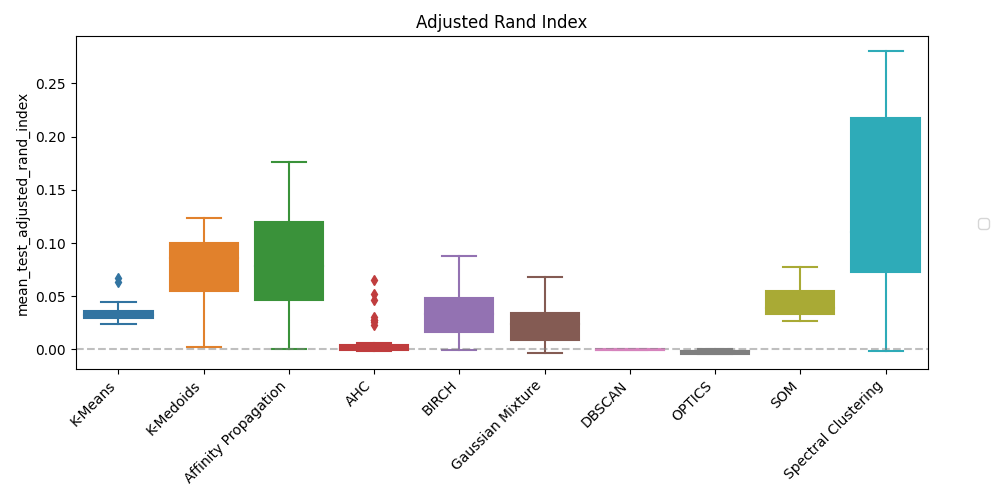 Adjusted Rand Index
mean_test_adjusted_rand_index
0.25
0.20
0.15
0.10
0.05
0.00
K-Means
K-Medoids
Affinity Propagation
AHC
BIRCH
Gaussian Mixture
DBSCAN
OPTICS
SOM
Spectral Clustering